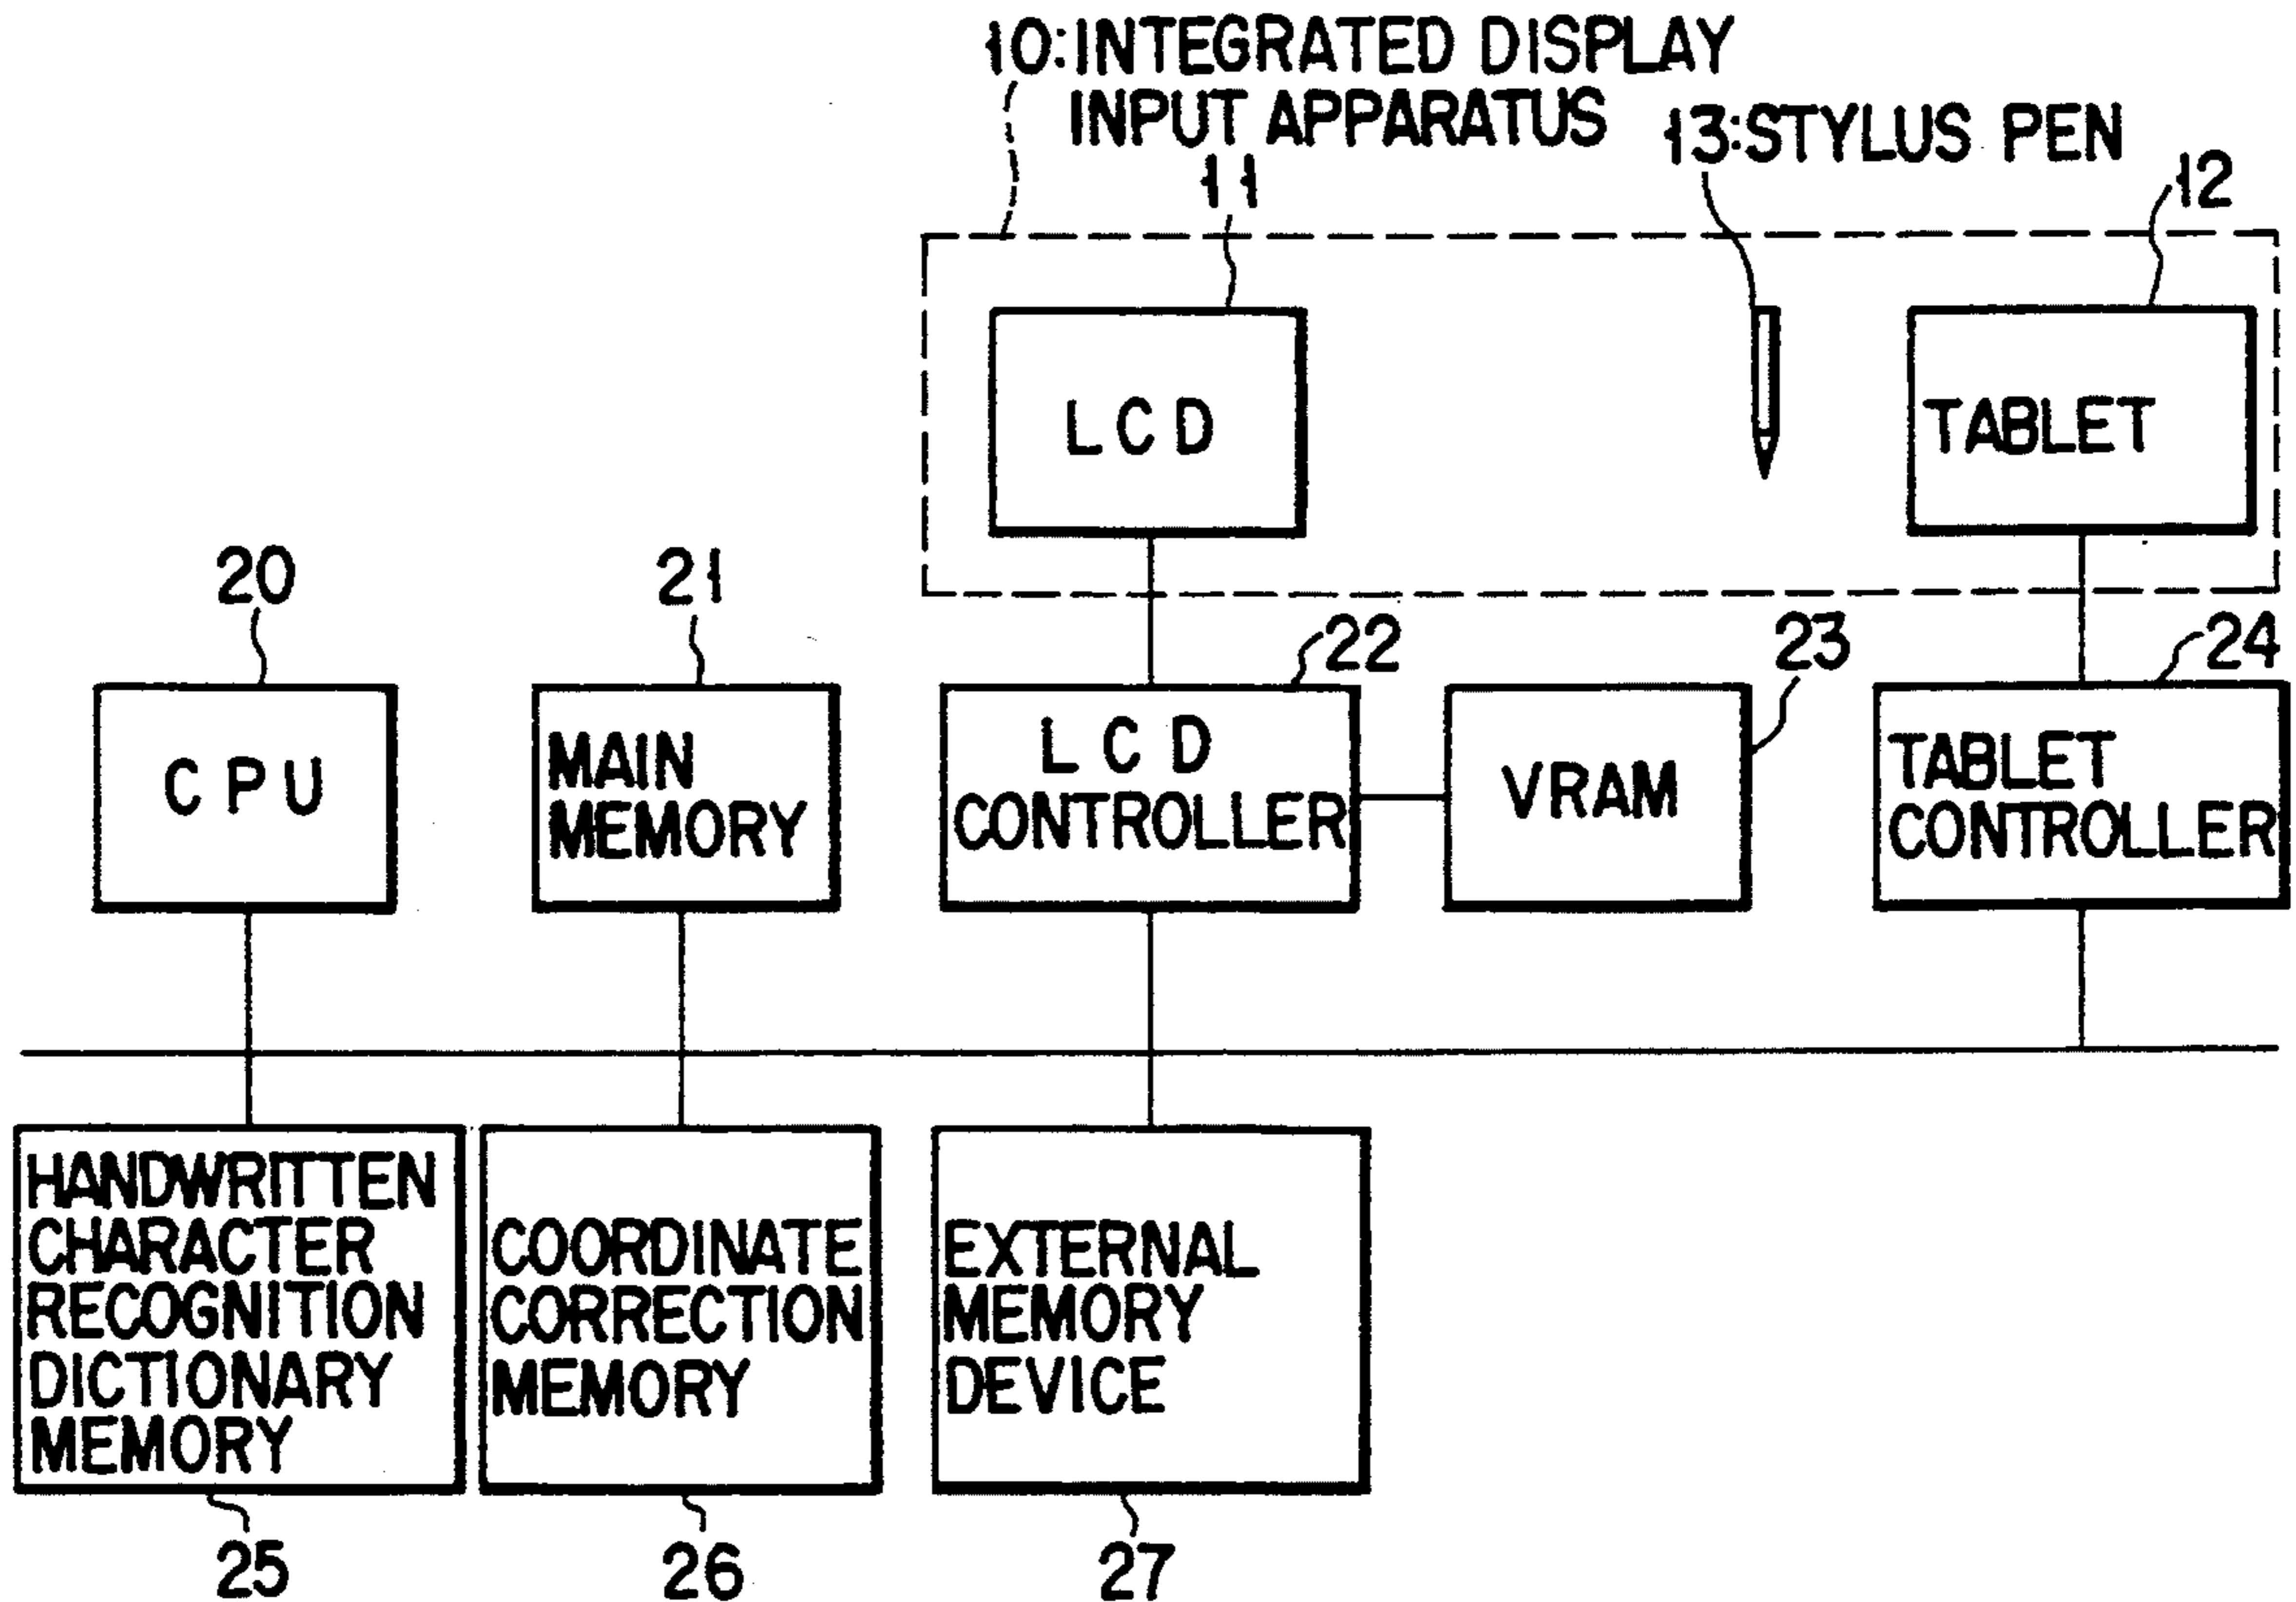 10:INTEGRATED DISPLAY
INPUT APPARATUS
13:STYLUS PEN
11
12
LCD
TABLET
20
21
22
23
24
CPU
MAIN
MEMORY
LCD
CONTROLLER
VRAM
TABLET
CONTROLLER
HANDWRITTEN
CHARACTER
RECOGNITION
DICTIONARY
MEMORY
COORDINATE
CORRECTION
MEMORY
EXTERNAL
MEMORY
DEVICE
25
26
27